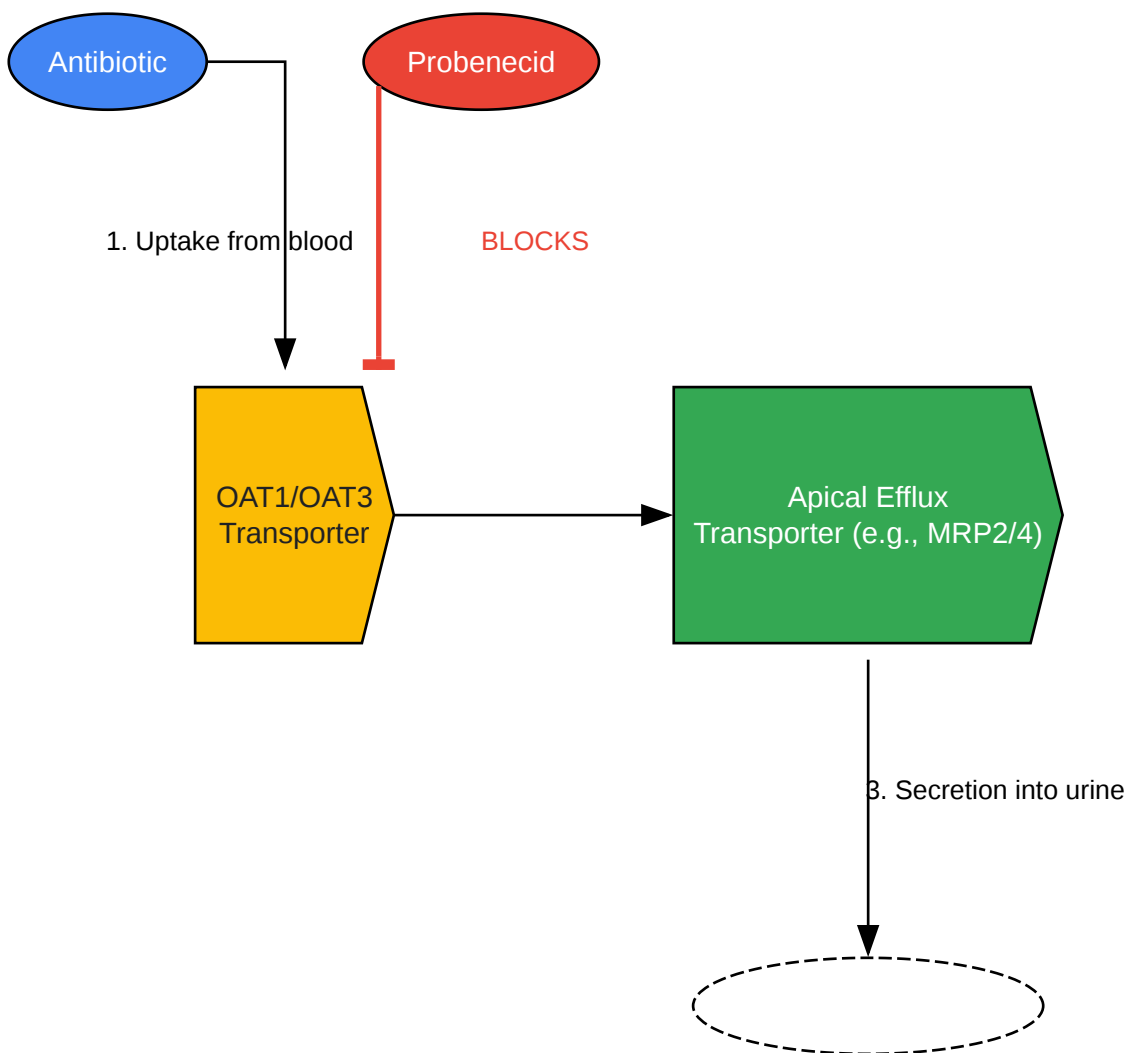 Antibiotic
Probenecid
1. Uptake from blood
BLOCKS
OAT1/OAT3
Transporter
Apical Efflux
Transporter (e.g., MRP2/4)
3. Secretion into urine